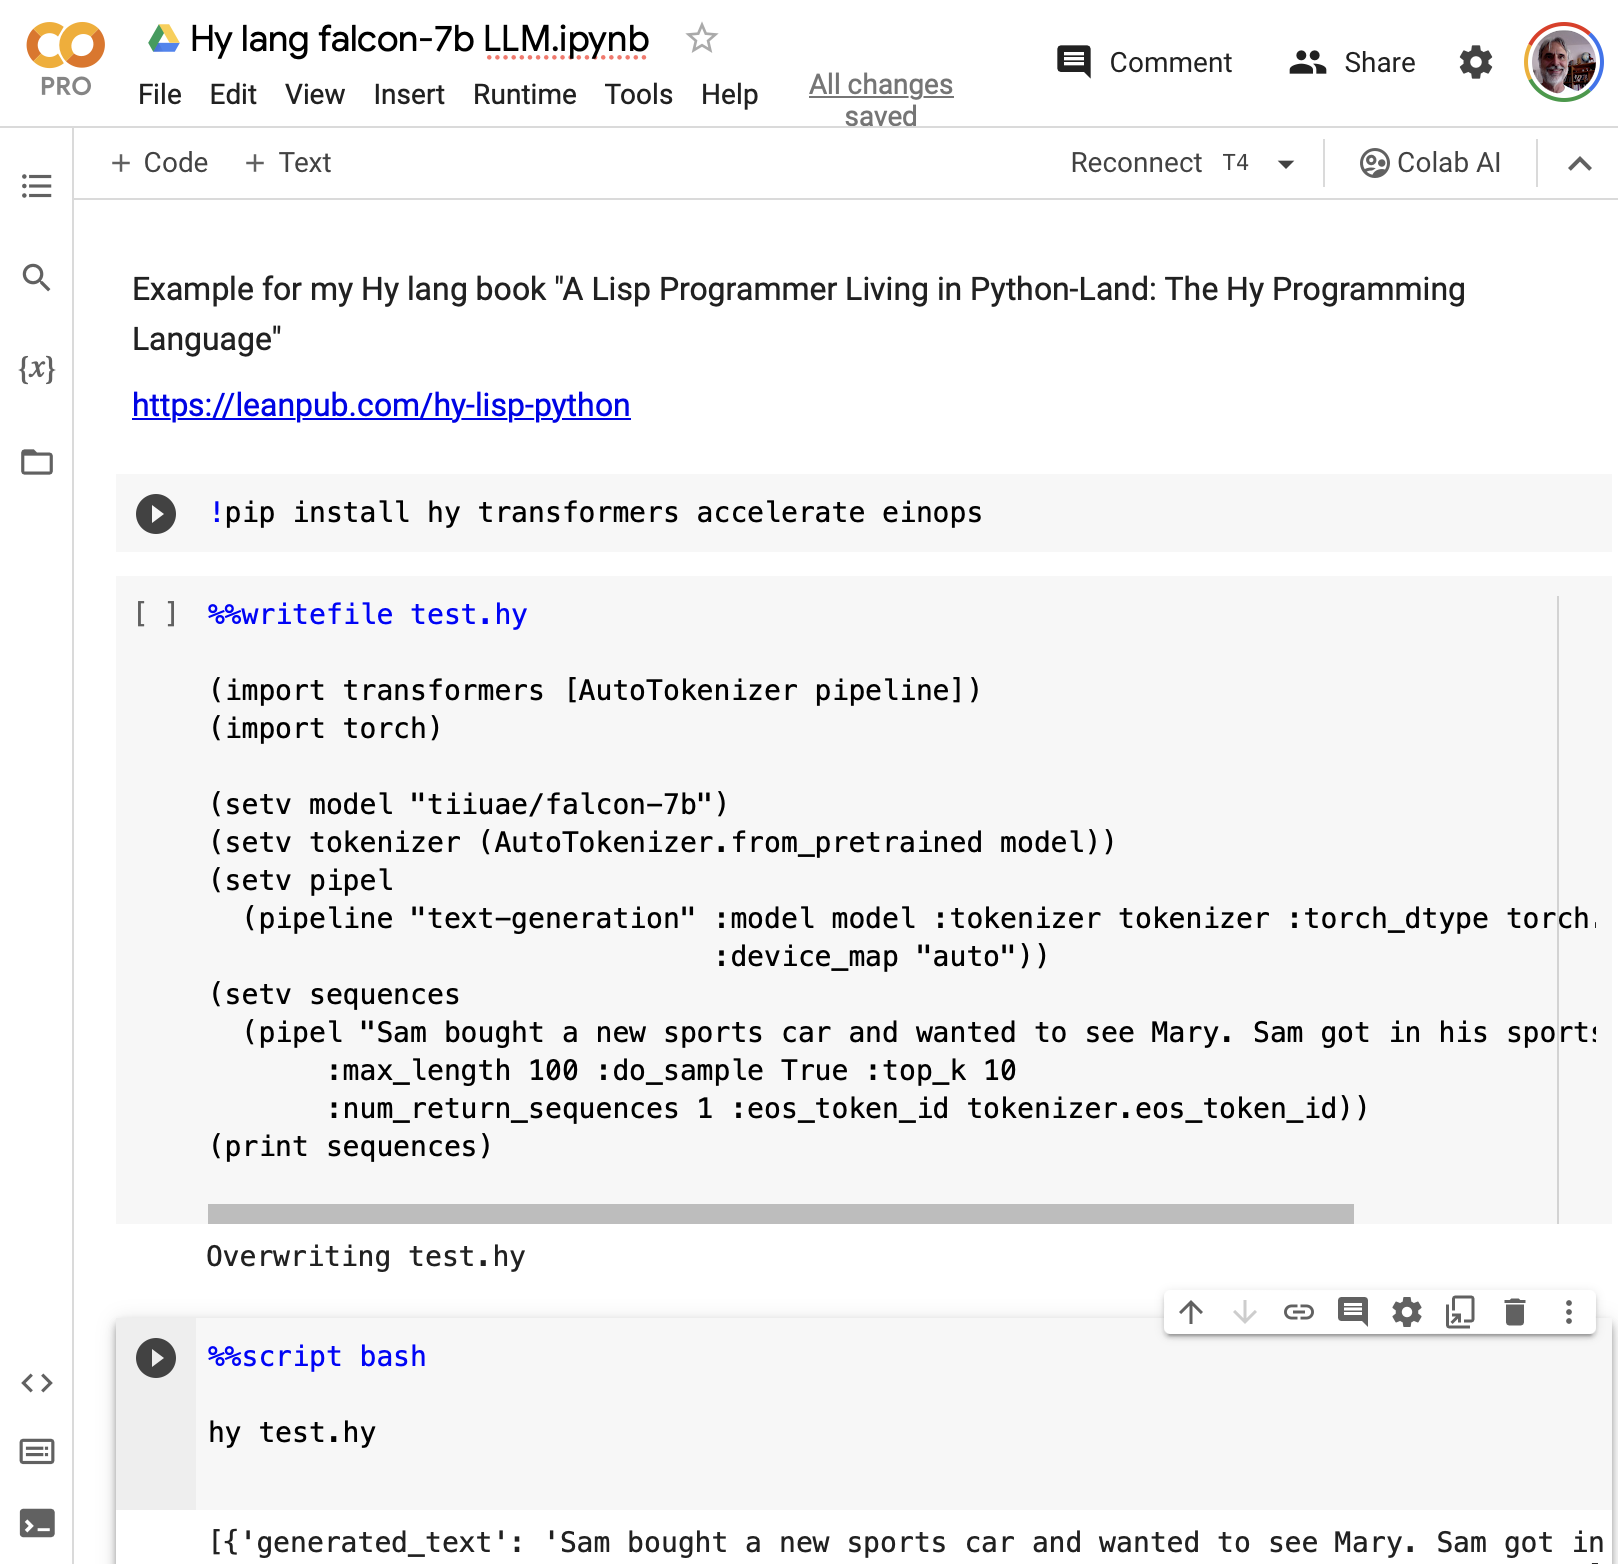 Hy lang falcon-7b LLM.ipynb
PRO
File Edit View Insert Runtime Tools Help
All changes
saved
Comment
Share
+ Code + Text
Reconnect T4
Colab AI
Example for my Hy lang book "A Lisp Programmer Living in Python-Land: The Hy Programming
Language"
https://leanpub.com/hy-lisp-python
{x}
!pip install hy transformers accelerate einops
[ ] %%writefile test.hy
(import transformers [AutoTokenizer pipeline])
(import torch)
(setv model "tiiuae/falcon-7b")
(setv tokenizer (AutoTokenizer.from_pretrained model))
(setv pipel
(pipeline "text-generation" :model model :tokenizer tokenizer :torch_dtype torch.
:device_map "auto"))
(setv sequences
(pipel "Sam bought a new sports car and wanted to see Mary. Sam got in his sports
:max_length 100 :do_sample True :top_k 10
:num_return_sequences 1 :eos_token_id tokenizer.eos_token_id))
(print sequences)
Overwriting test.hy
%%script bash
hy test.hy
[{'generated_text': 'Sam bought a new sports car and wanted to see Mary. Sam got in